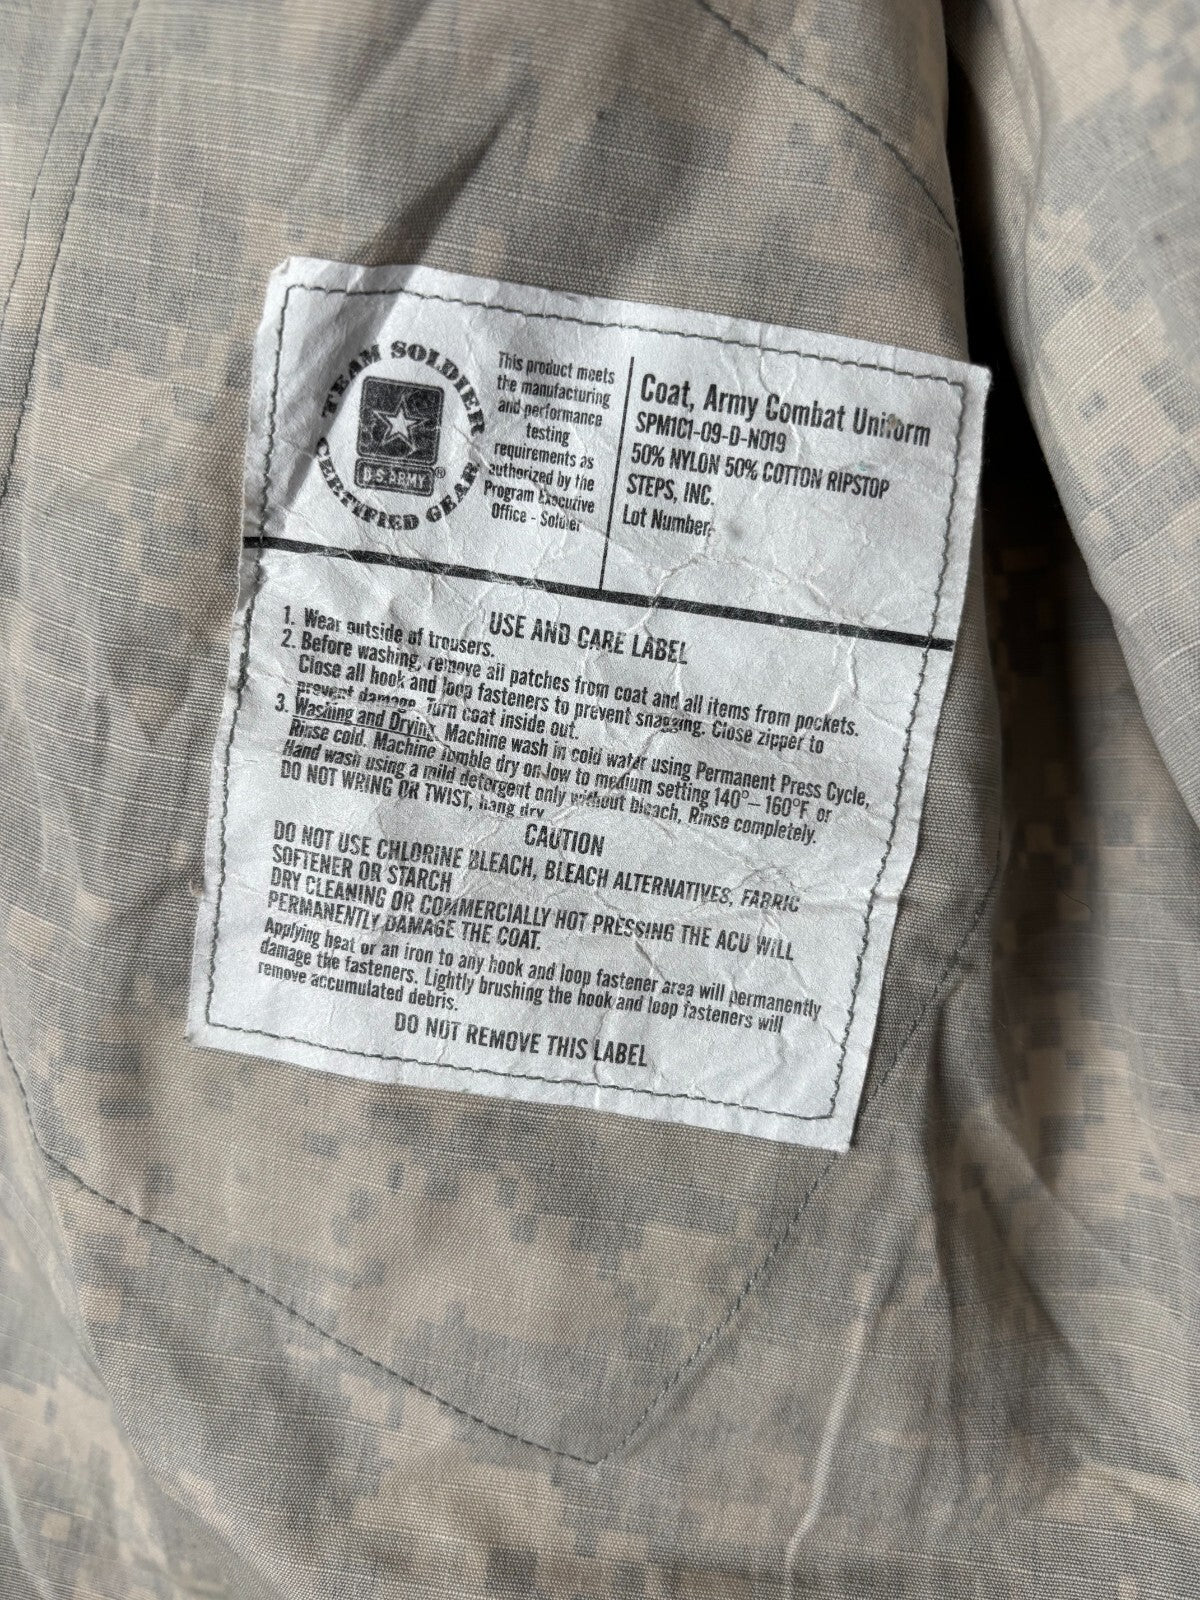 TEAM SOLDIER
CERTIFIED GEAR
U.S. ARMY ®
This product meets
the manufacturing
and performance
testing
requirements as
authorized by the
Program Executive
Office - Soldier
Coat, Army Combat Uniform
SPM1C1-09-D-N019
50% NYLON 50% COTTON RIPSTOP
STEPS, INC.
Lot Number:
USE AND CARE LABEL
1. Wear outside of trousers.
2. Before washing, remove all patches from coat and all items from pockets.
Close all hook and loop fasteners to prevent snagging. Close zipper to
prevent damage. Turn coat inside out.
3. Washing and Drying. Machine wash in cold water using Permanent Press Cycle,
Rinse cold. Machine Tomble dry on low to medium setting 140°– 160°F or
Hand wash using a mild detergent only without bleach, Rinse completely.
DO NOT WRING OR TWIST, hang dry
CAUTION
DO NOT USE CHLORINE BLEACH, BLEACH ALTERNATIVES, FABRIC
SOFTENER OR STARCH
DRY CLEANING OR COMMERCIALLY HOT PRESSING THE ACU WILL
PERMANENTLY DAMAGE THE COAT.
Applying heat or an iron to any hook and loop fastener area will permanently
damage the fasteners. Lightly brushing the hook and loop fasteners will
remove accumulated debris.
DO NOT REMOVE THIS LABEL